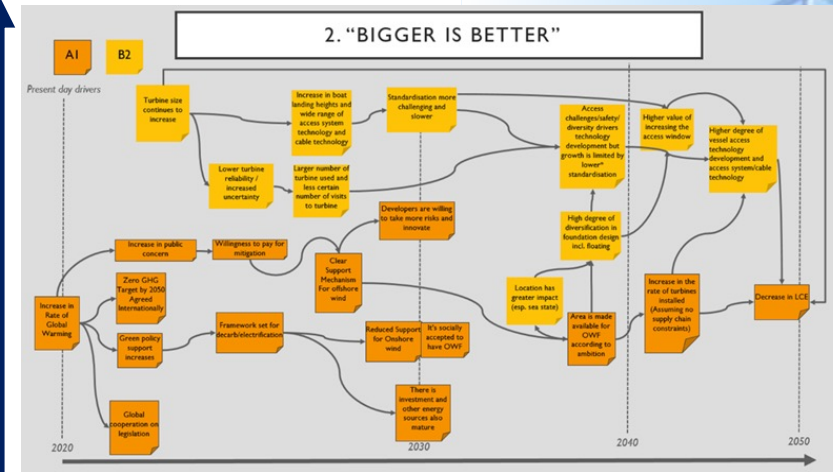 2. “BIGGER IS BETTER”
A1
B2
Present day drivers
Turbine size
continues to
increase
Increase in boat
landing heights and
wide range of
access system
technology and
cable technology
Standardisation more
challenging and
slower
Access
challenges/safety/
diversity drivers
technology
development but
growth is limited by
lower*
standardisation
Higher value of
increasing the
access window
Higher degree of
vessel access
technology
development and
access system/cable
technology
Lower turbine
reliability /
increased
uncertainty
Larger number of
turbine used and
less certain
number of visits
to turbine
Developers are willing
to take more risks and
innovate
High degree of
diversification in
foundation design
incl. floating
Increase in public
concern
Willingness to pay for
mitigation
Clear
Support
Mechanism
For offshore
wind
Zero GHG
Target by 2050
Agreed
Internationally
Location has
greater impact
(esp. sea state)
Increase in the
rate of turbines
installed
(Assuming no
supply chain
constraints)
Decrease in LCE
Increase in
Rate of
Global
Warming
Green policy
support
increases
Framework set for
decarb/electrification
Reduced Support
for Onshore
wind
It's socially
accepted to
have OWF
Area is made
available for
OWF
according to
ambition
There is
investment and
other energy
sources also
mature
Global
cooperation on
legislation
2020
2030
2040
2050